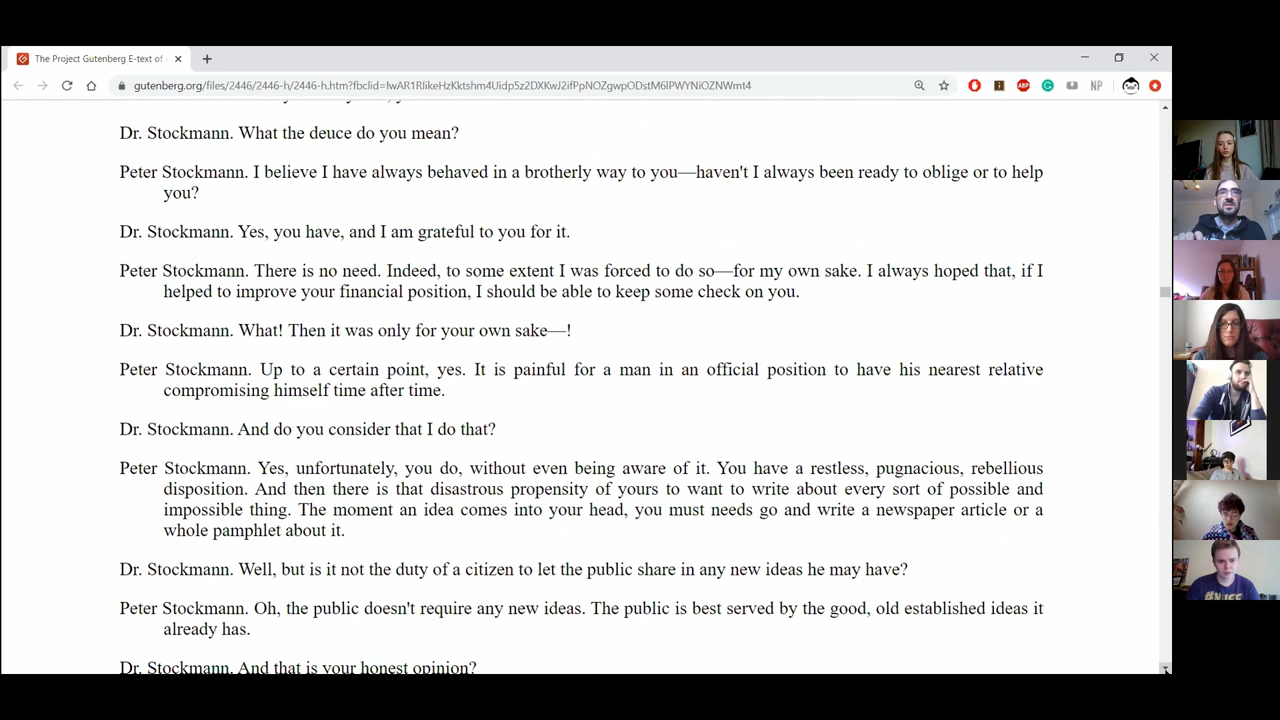 The Project Gutenberg E-text of
gutenberg.org/files/2446/2446-h/2446-h.htm?fbclid=IwAR1RIikeHzKktshm4Uidp5z2DXKwJ2ifPpNOZgwpODstM6lPWYNiOZNWmt4
ABP
NP
Dr. Stockmann. What the deuce do you mean?
Peter Stockmann. I believe I have always behaved in a brotherly way to you—haven't I always been ready to oblige or to help
you?
Dr. Stockmann. Yes, you have, and I am grateful to you for it.
Peter Stockmann. There is no need. Indeed, to some extent I was forced to do so—for my own sake. I always hoped that, if I
helped to improve your financial position, I should be able to keep some check on you.
Dr. Stockmann. What! Then it was only for your own sake—!
Peter Stockmann. Up to a certain point, yes. It is painful for a man in an official position to have his nearest relative
compromising himself time after time.
Dr. Stockmann. And do you consider that I do that?
Peter Stockmann. Yes, unfortunately, you do, without even being aware of it. You have a restless, pugnacious, rebellious
disposition. And then there is that disastrous propensity of yours to want to write about every sort of possible and
impossible thing. The moment an idea comes into your head, you must needs go and write a newspaper article or a
whole pamphlet about it.
Dr. Stockmann. Well, but is it not the duty of a citizen to let the public share in any new ideas he may have?
Peter Stockmann. Oh, the public doesn't require any new ideas. The public is best served by the good, old established ideas it
already has.
Dr. Stockmann. And that is your honest opinion?